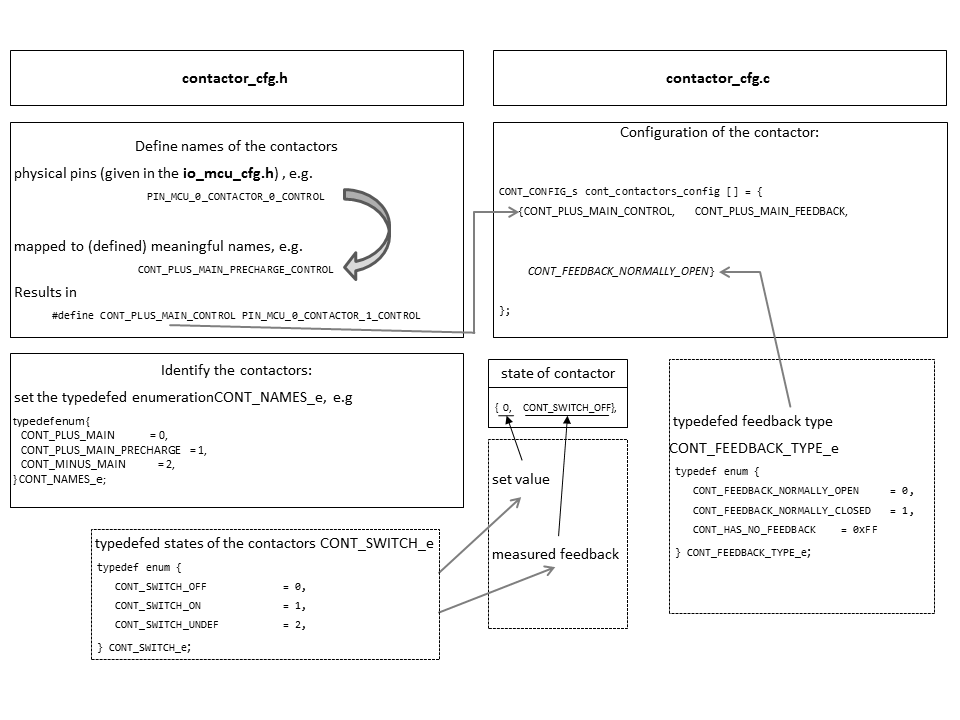 contactor_cfg.h
contactor_cfg.c
Define names of the contactors
physical pins (given in the io_mcu_cfg.h) , e.g.
PIN_MCU_0_CONTACTOR_0_CONTROL
mapped to (defined) meaningful names, e.g.
CONT_PLUS_MAIN_PRECHARGE_CONTROL
Results in
#define CONT_PLUS_MAIN_CONTROL PIN_MCU_0_CONTACTOR_1_CONTROL
Configuration of the contactor:
CONT_CONFIG_s cont_contactors_config [] = {
{CONT_PLUS_MAIN_CONTROL, CONT_PLUS_MAIN_FEEDBACK,
CONT_FEEDBACK_NORMALLY_OPEN}
};
Identify the contactors:
set the typedefed enumerationCONT_NAMES_e, e.g
typedefenum{
CONT_PLUS_MAIN = 0,
CONT_PLUS_MAIN_PRECHARGE = 1,
CONT_MINUS_MAIN = 2,
}CONT_NAMES_e;
state of contactor
{ 0, CONT_SWITCH_OFF},
set value
measured feedback
typedefed feedback type
CONT_FEEDBACK_TYPE_e
typedef enum {
CONT_FEEDBACK_NORMALLY_OPEN = 0,
CONT_FEEDBACK_NORMALLY_CLOSED = 1,
CONT_HAS_NO_FEEDBACK = 0xFF
} CONT_FEEDBACK_TYPE_e;
typedefed states of the contactors CONT_SWITCH_e
typedef enum {
CONT_SWITCH_OFF = 0,
CONT_SWITCH_ON = 1,
CONT_SWITCH_UNDEF = 2,
} CONT_SWITCH_e;